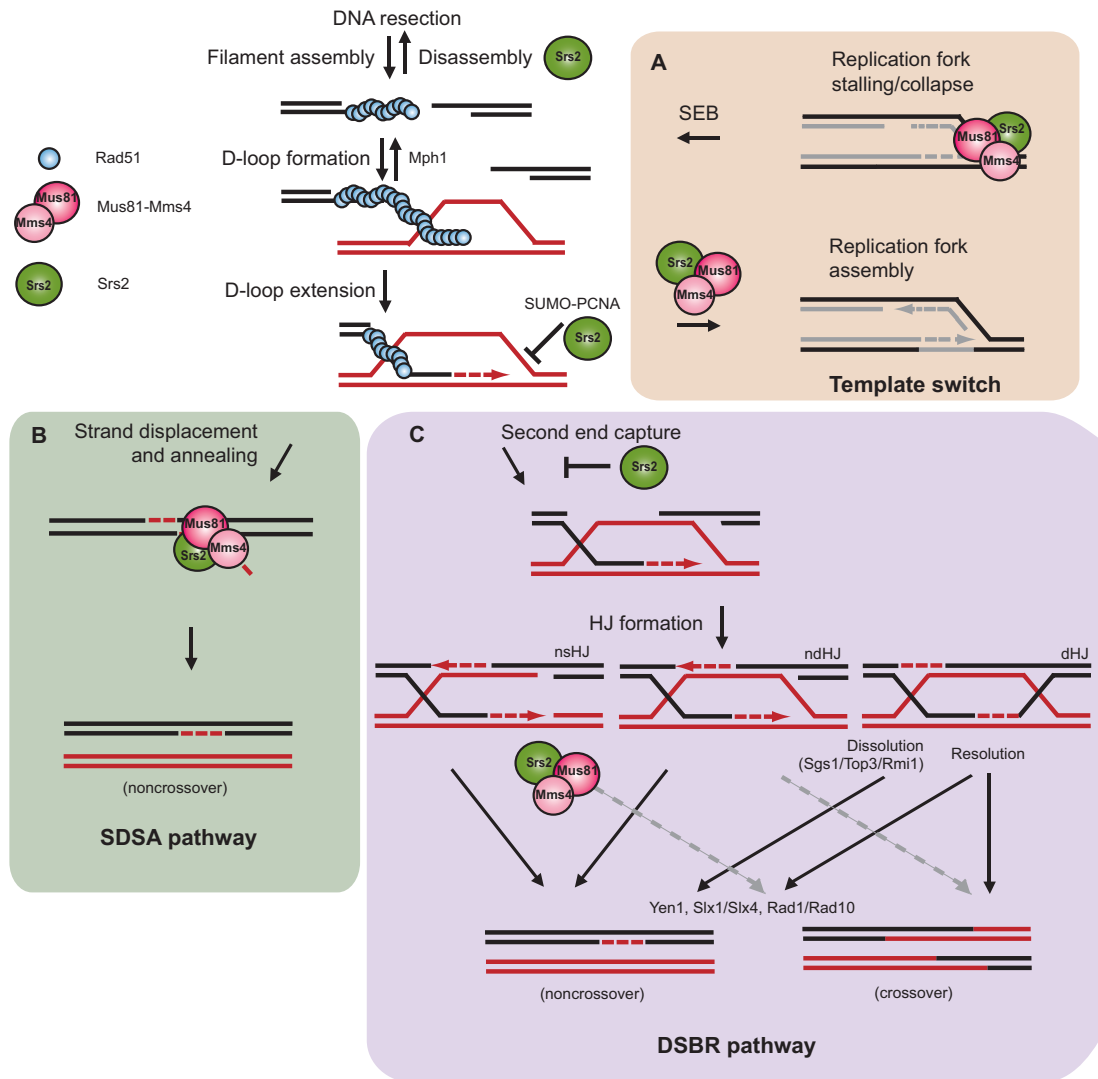 DNA resection
Filament assembly
Disassembly
Srs2
D-loop formation
Mph1
Rad51
Mus81
Mms4
Mus81-Mms4
Srs2
Srs2
D-loop extension
SUMO-PCNA
Srs2
A
Replication fork
stalling/collapse
SEB
Mus81
Srs2
Mms4
Srs2
Mus81
Mms4
Replication fork
assembly
Template switch
B
Strand displacement
and annealing
Mus81
Srs2
Mms4
(noncrossover)
SDSA pathway
C
Second end capture
Srs2
HJ formation
nsHJ
ndHJ
dHJ
Srs2
Mus81
Mms4
Dissolution
(Sgs1/Top3/Rmi1)
Resolution
Yen1, Slx1/Slx4, Rad1/Rad10
(noncrossover)
(crossover)
DSBR pathway